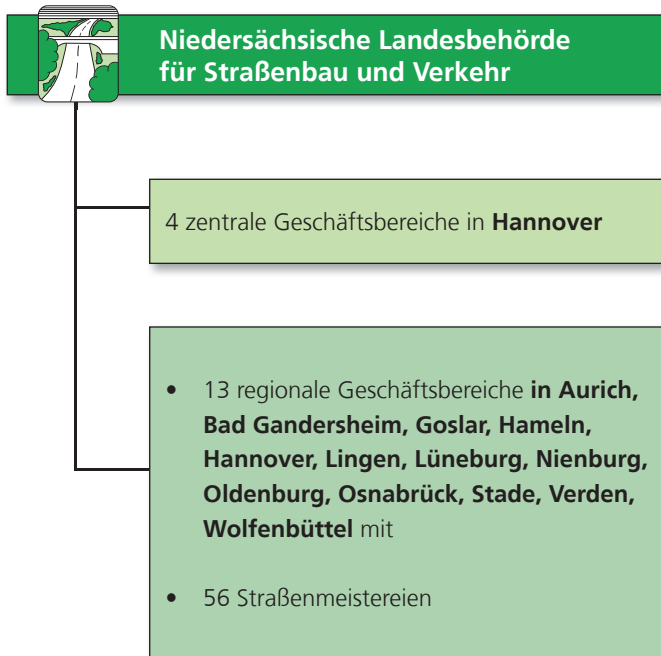 Niedersächsische Landesbehörde
für Straßenbau und Verkehr
4 zentrale Geschäftsbereiche in Hannover
• 13 regionale Geschäftsbereiche in Aurich,
Bad Gandersheim, Goslar, Hameln,
Hannover, Lingen, Lüneburg, Nienburg,
Oldenburg, Osnabrück, Stade, Verden,
Wolfenbüttel mit
• 56 Straßenmeistereien